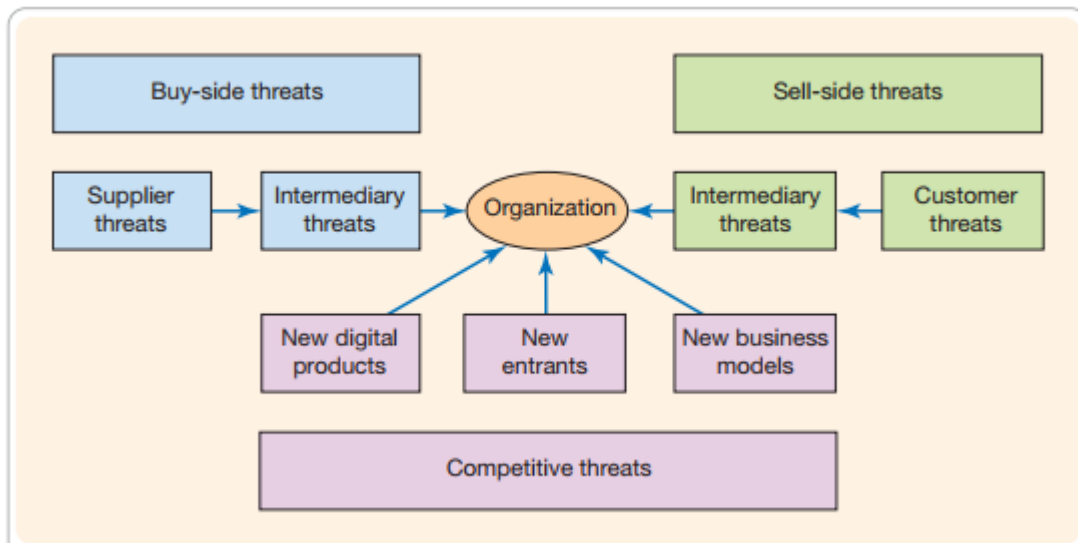 Buy-side threats
Sell-side threats
Supplier
threats
Intermediary
threats
Organization
Intermediary
threats
Customer
threats
New digital
products
New
entrants
New business
models
Competitive threats